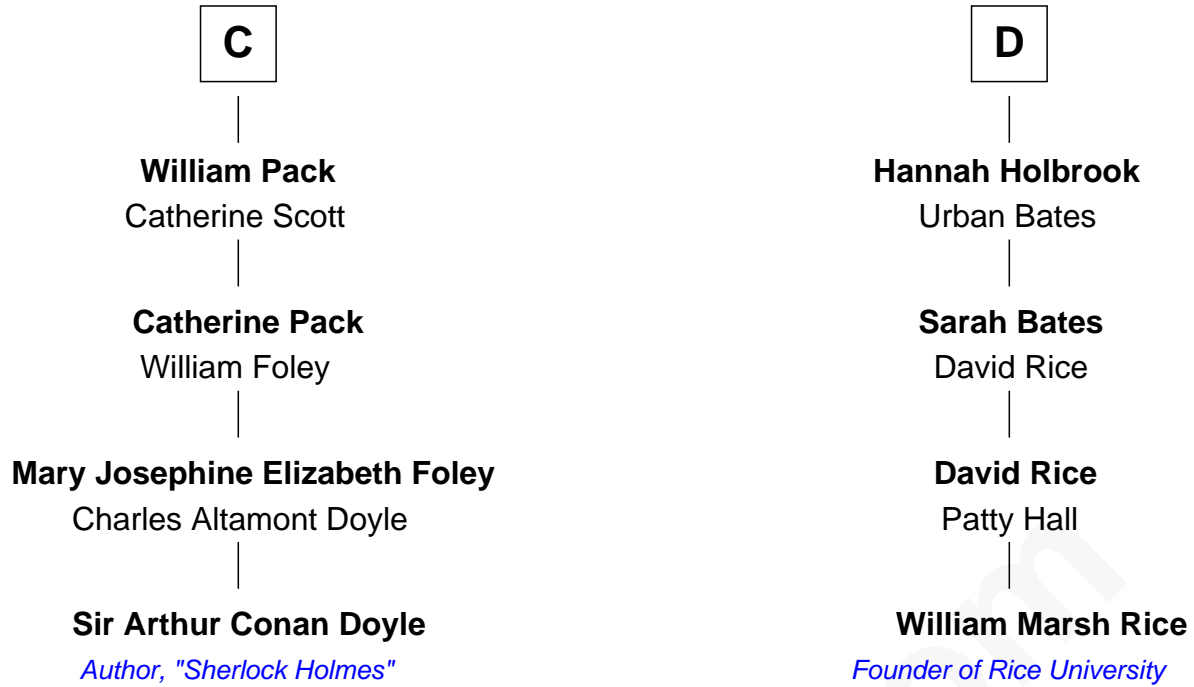 C
William Pack
Catherine Scott
Catherine Pack
William Foley
Mary Josephine Elizabeth Foley
Charles Altamont Doyle
Sir Arthur Conan Doyle
Author, "Sherlock Holmes"
D
Hannah Holbrook
Urban Bates
Sarah Bates
David Rice
David Rice
Patty Hall
William Marsh Rice
Founder of Rice University